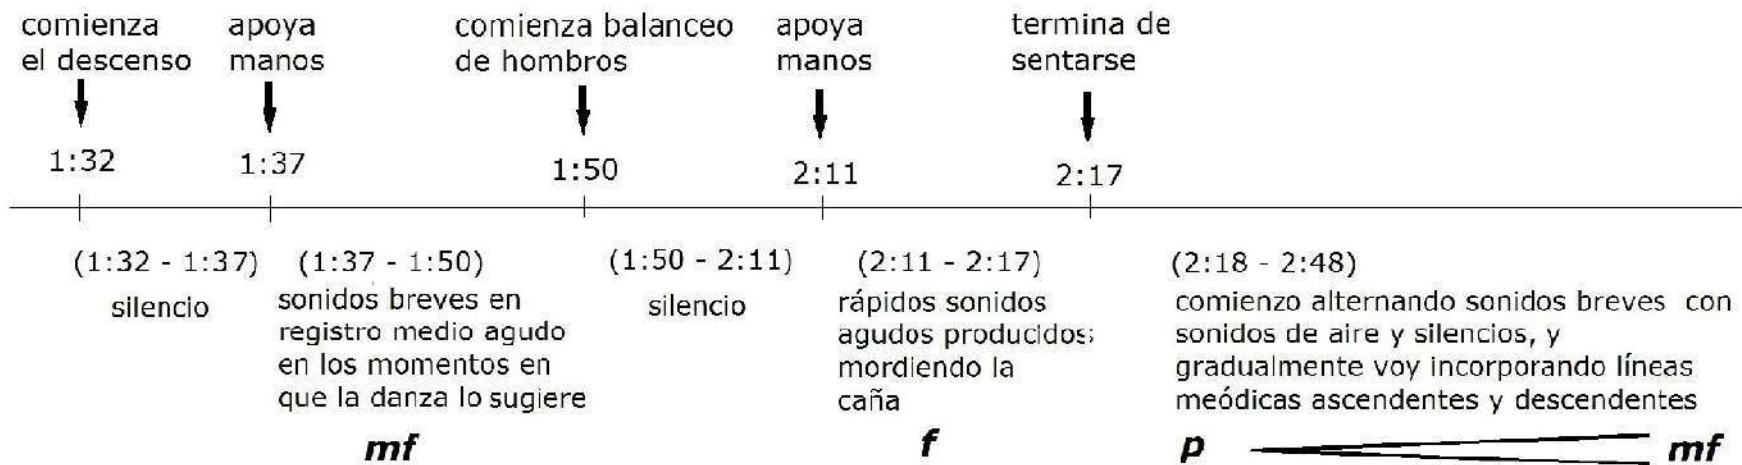 comienza
el descenso
apoya
manos
comienza balanceo
de hombros
apoya
manos
termina de
sentarse
1:32
1:37
1:50
2:11
2:17
(1:32 - 1:37)
silencio
(1:37 - 1:50)
sonidos breves en
registro medio agudo
en los momentos en
que la danza lo sugiere
mf
(1:50 - 2:11)
silencio
(2:11 - 2:17)
rápidos sonidos
agudos producidos
mordiendo la
caña
f
(2:18 - 2:48)
comienzo alternando sonidos breves con
sonidos de aire y silencios, y
gradualmente voy incorporando líneas
meódicas ascendentes y descendentes
p mf